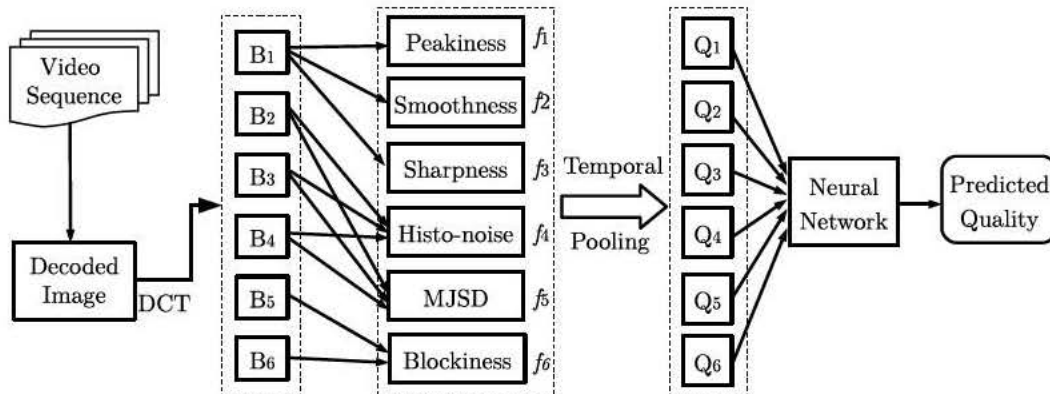 Video
Sequence
Decoded
Image
DCT
B1
B2
B3
B4
B5
B6
Peakiness f1
Smoothness f2
Sharpness f3
Histo-noise f4
MJSD f5
Blockiness f6
Temporal
Pooling
Q1
Q2
Q3
Q4
Q5
Q6
Neural
Network
Predicted
Quality